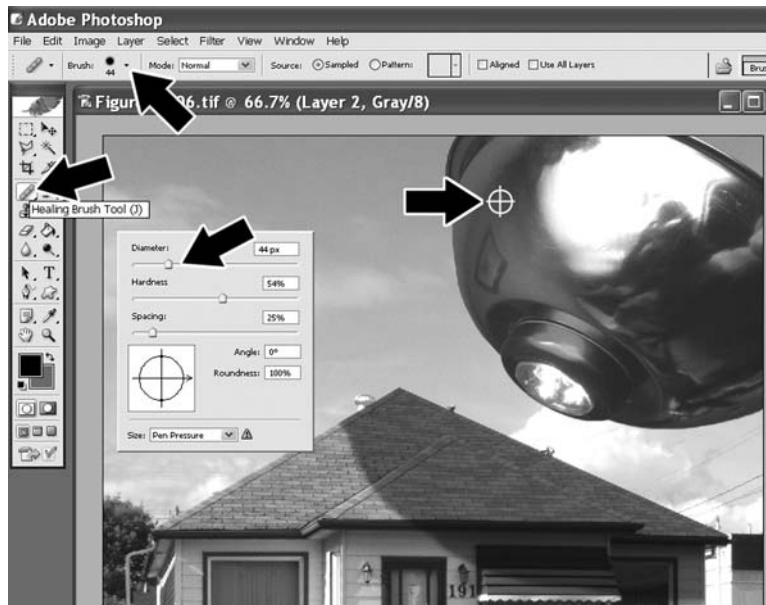 Adobe Photoshop
File Edit Image Layer Select Filter View Window Help
Brush: 44 Mode: Normal Source: Sampled Pattern: Aligned Use All Layers
06.tif @ 66.7% (Layer 2, Gray/8)
Healing Brush Tool (J)
Diameter: 44 px
Hardness 54%
Spacing: 25%
Angle: 0°
Roundness: 100%
Size: Pen Pressure
191